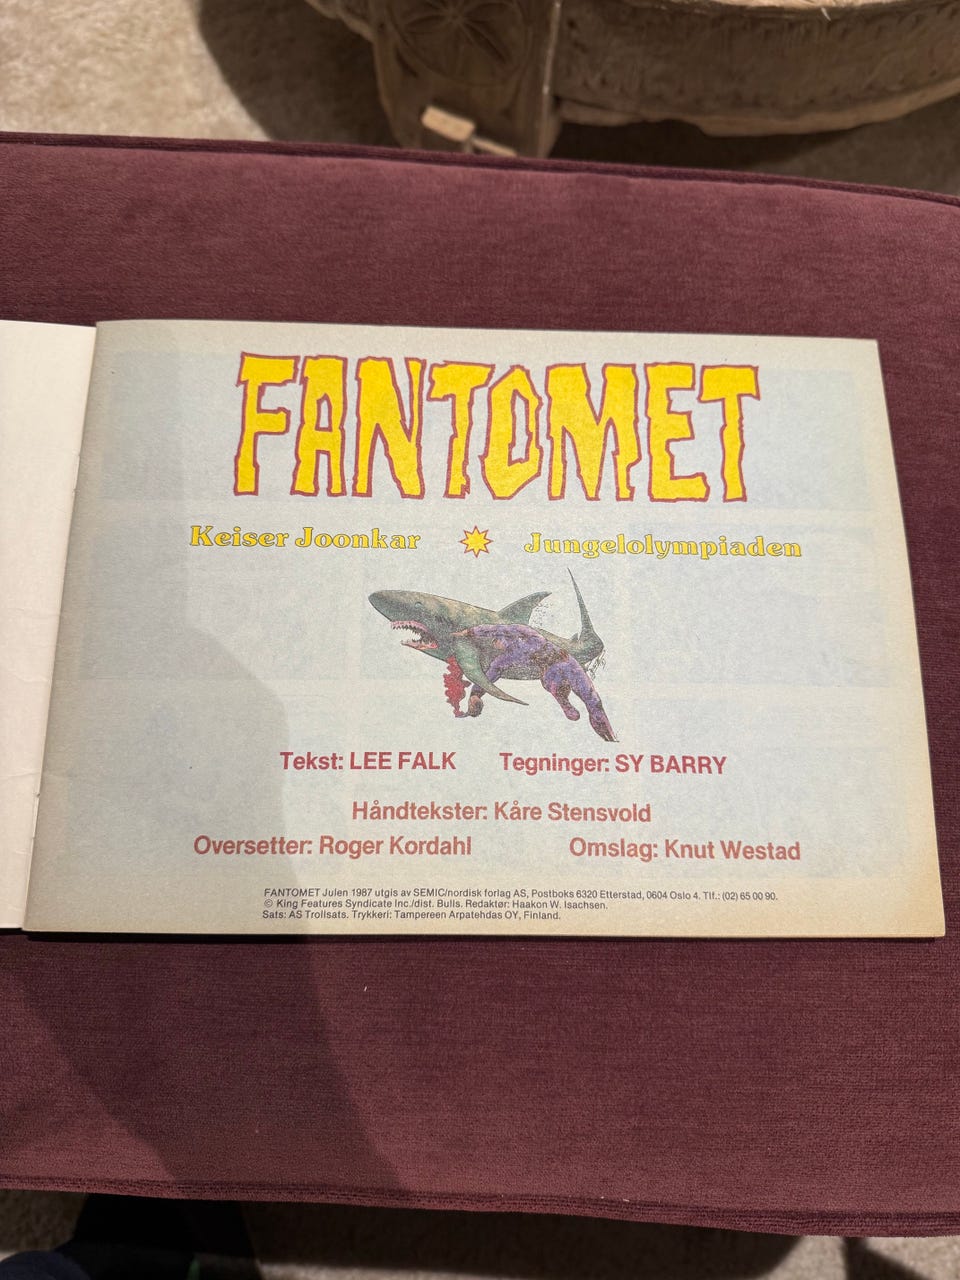 FANTOMET
Keiser Joonkar Jungelolympiaden
Tekst: LEE FALK Tegninger: SY BARRY
Håndtekster: Kåre Stensvold
Oversetter: Roger Kordahl Omslag: Knut Westad
FANTOMET Julen 1987 utgis av SEMIC/nordisk forlag AS, Postboks 6320 Etterstad, 0604 Oslo 4. Tlf.: (02) 65 00 90.
© King Features Syndicate Inc./dist. Bulls. Redaktør: Haakon W. Isachsen.
Sats: AS Trollsats. Trykkeri: Tampereen Arpatehdas OY, Finland.